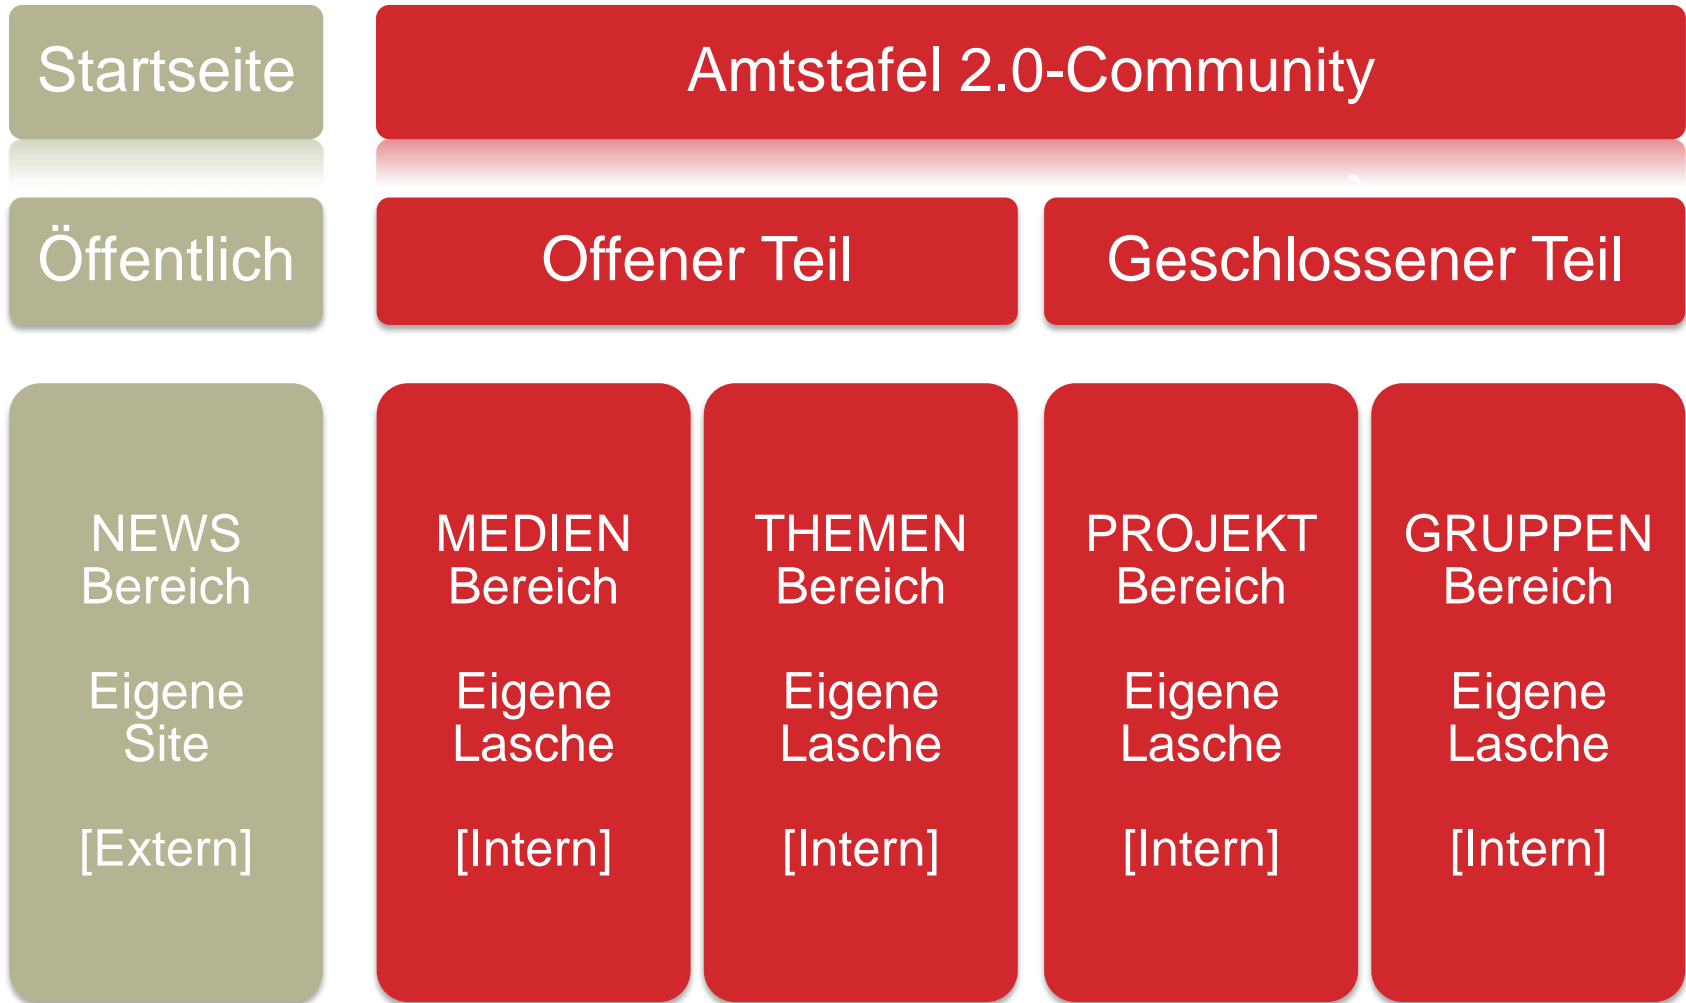 Startseite
Amtstafel 2.0-Community
Öffentlich
Offener Teil
Geschlossener Teil
NEWS
Bereich
Eigene
Site
[Extern]
MEDIEN
Bereich
Eigene
Lasche
[Intern]
THEMEN
Bereich
Eigene
Lasche
[Intern]
PROJEKT
Bereich
Eigene
Lasche
[Intern]
GRUPPEN
Bereich
Eigene
Lasche
[Intern]